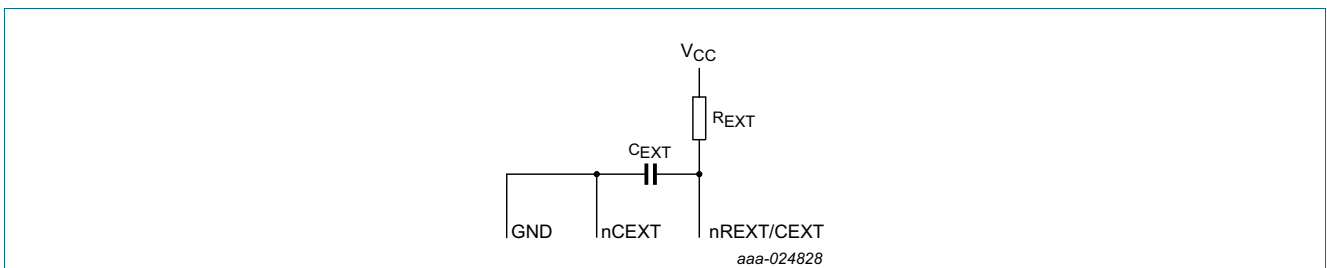 VCC
REXT
CEXT
GND nCEXT nREXT/CEXT
aaa-024828